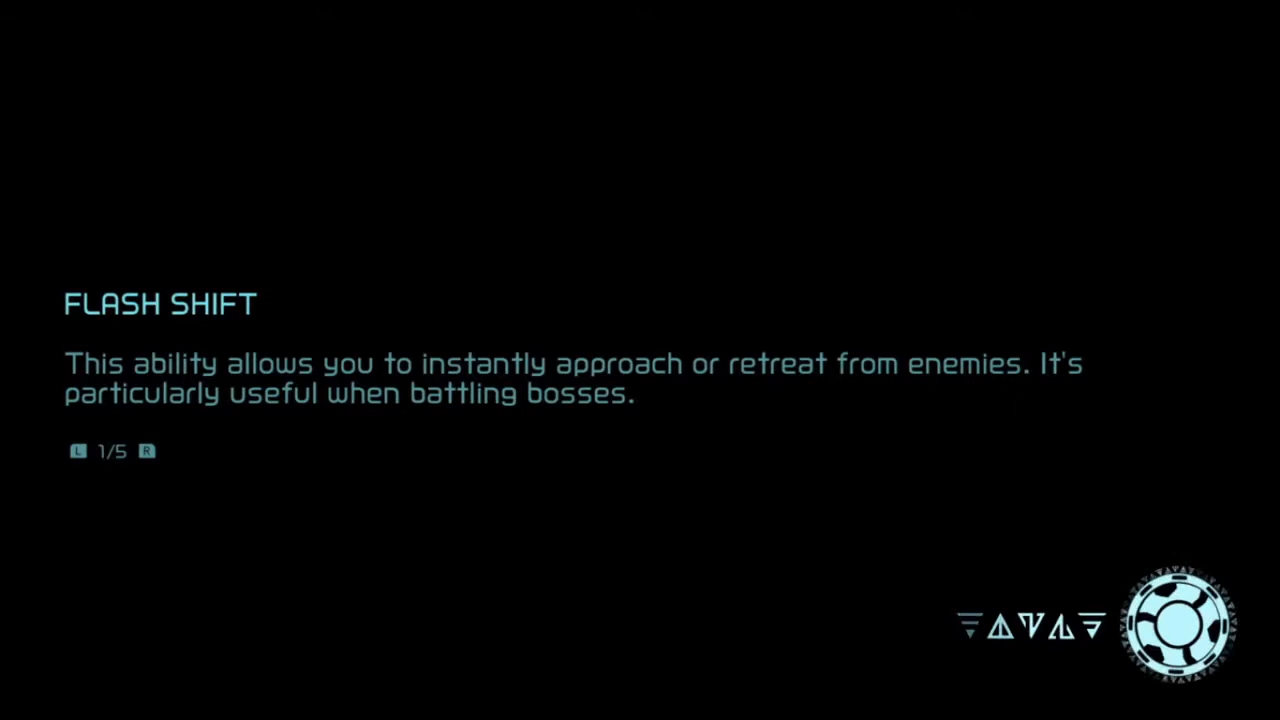 FLASH SHIFT
This ability allows you to instantly approach or retreat from enemies. It's
particularly useful when battling bosses.
L 1/5 R